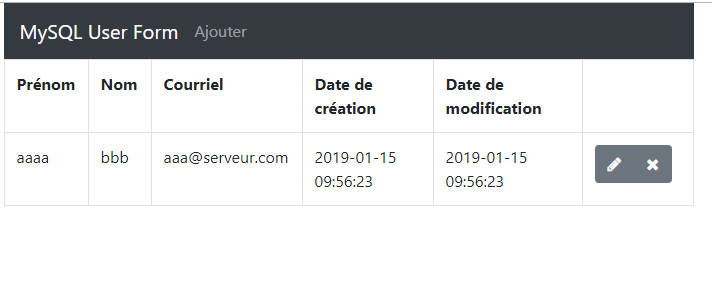 MySQL User Form Ajouter
Prénom Nom Courriel Date de création Date de modification
aaaa bbb aaa@serveur.com 2019-01-15 09:56:23 2019-01-15 09:56:23